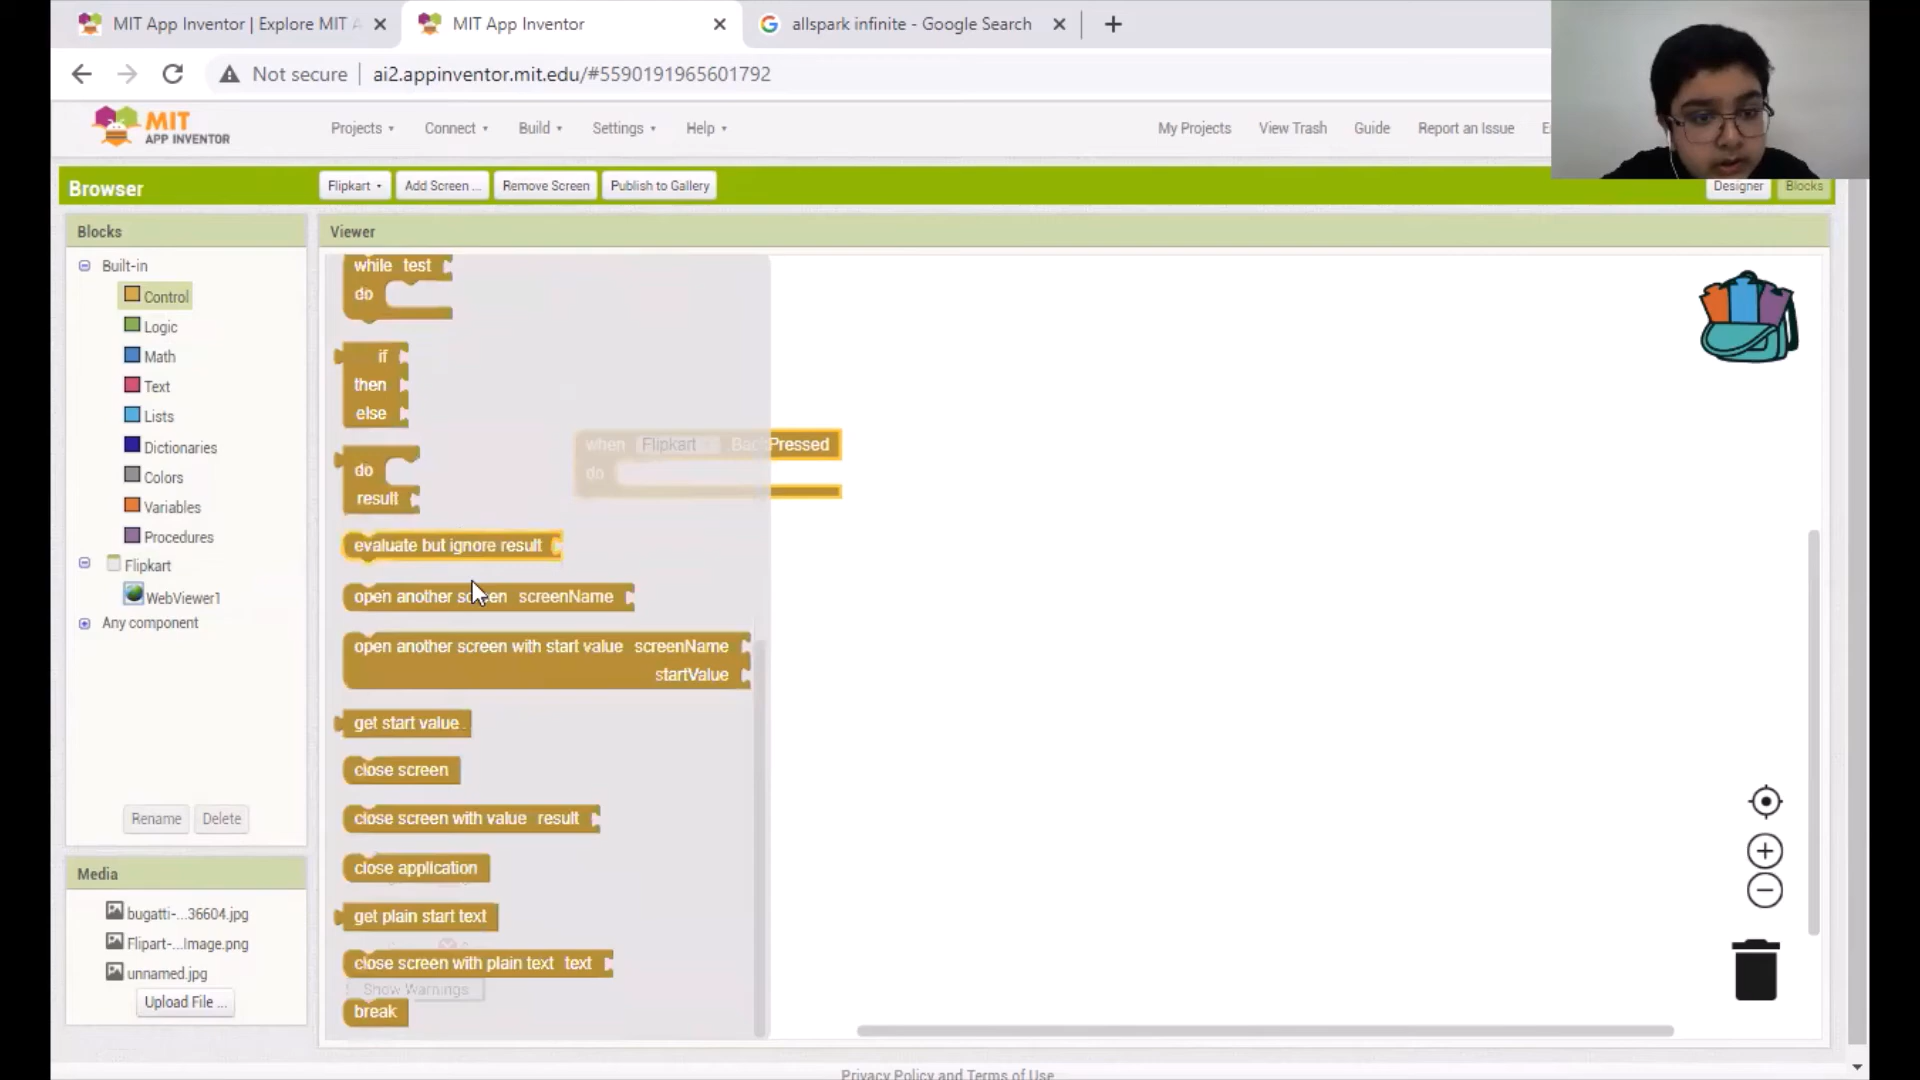 MIT App Inventor | Explore MIT A
MIT App Inventor
allspark infinite - Google Search
Not secure
ai2.appinventor.mit.edu/#5590191965601792
MIT
APP INVENTOR
Projects
Connect
Build
Settings
Help
My Projects
View Trash
Guide
Report an Issue
Browser
Flipkart
Add Screen ...
Remove Screen
Publish to Gallery
Designer
Blocks
Blocks
Built-in
Control
Logic
Math
Text
Lists
Dictionaries
Colors
Variables
Procedures
Flipkart
WebViewer1
Any component
Rename
Delete
Media
bugatti-...36604.jpg
Flipart-...Image.png
unnamed.jpg
Upload File ...
Viewer
while test
do
if
then
else
do
result
evaluate but ignore result
open another screen screenName
open another screen with start value screenName
startValue
get start value
close screen
close screen with value result
close application
get plain start text
close screen with plain text text
Show Warnings
break
when Flipkart . BackPressed
do
Privacy Policy and Terms of Use